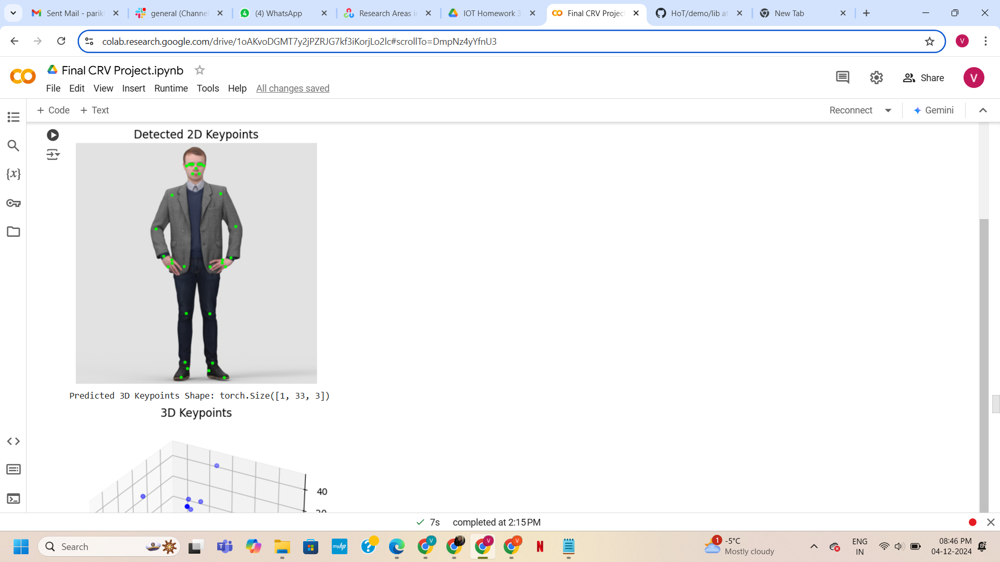 Sent Mail - parikl
general (Channel
(4) WhatsApp
Research Areas i
IOT Homework 3
Final CRV Project
HoT/demo/lib at
New Tab
colab.research.google.com/drive/1oAKvoDGMT7y2jPZRJG7kf3iKorjLo2lc#scrollTo=DmpNz4yYfnU3
V
Final CRV Project.ipynb
File Edit View Insert Runtime Tools Help All changes saved
Share
V
+ Code + Text
Reconnect
Gemini
{x}
Detected 2D Keypoints
Predicted 3D Keypoints Shape: torch.Size([1, 33, 3])
3D Keypoints
40
7s completed at 2:15 PM
Search
myhp
V
V
V
N
1
-5°C
Mostly cloudy
ENG
IN
08:46 PM
04-12-2024